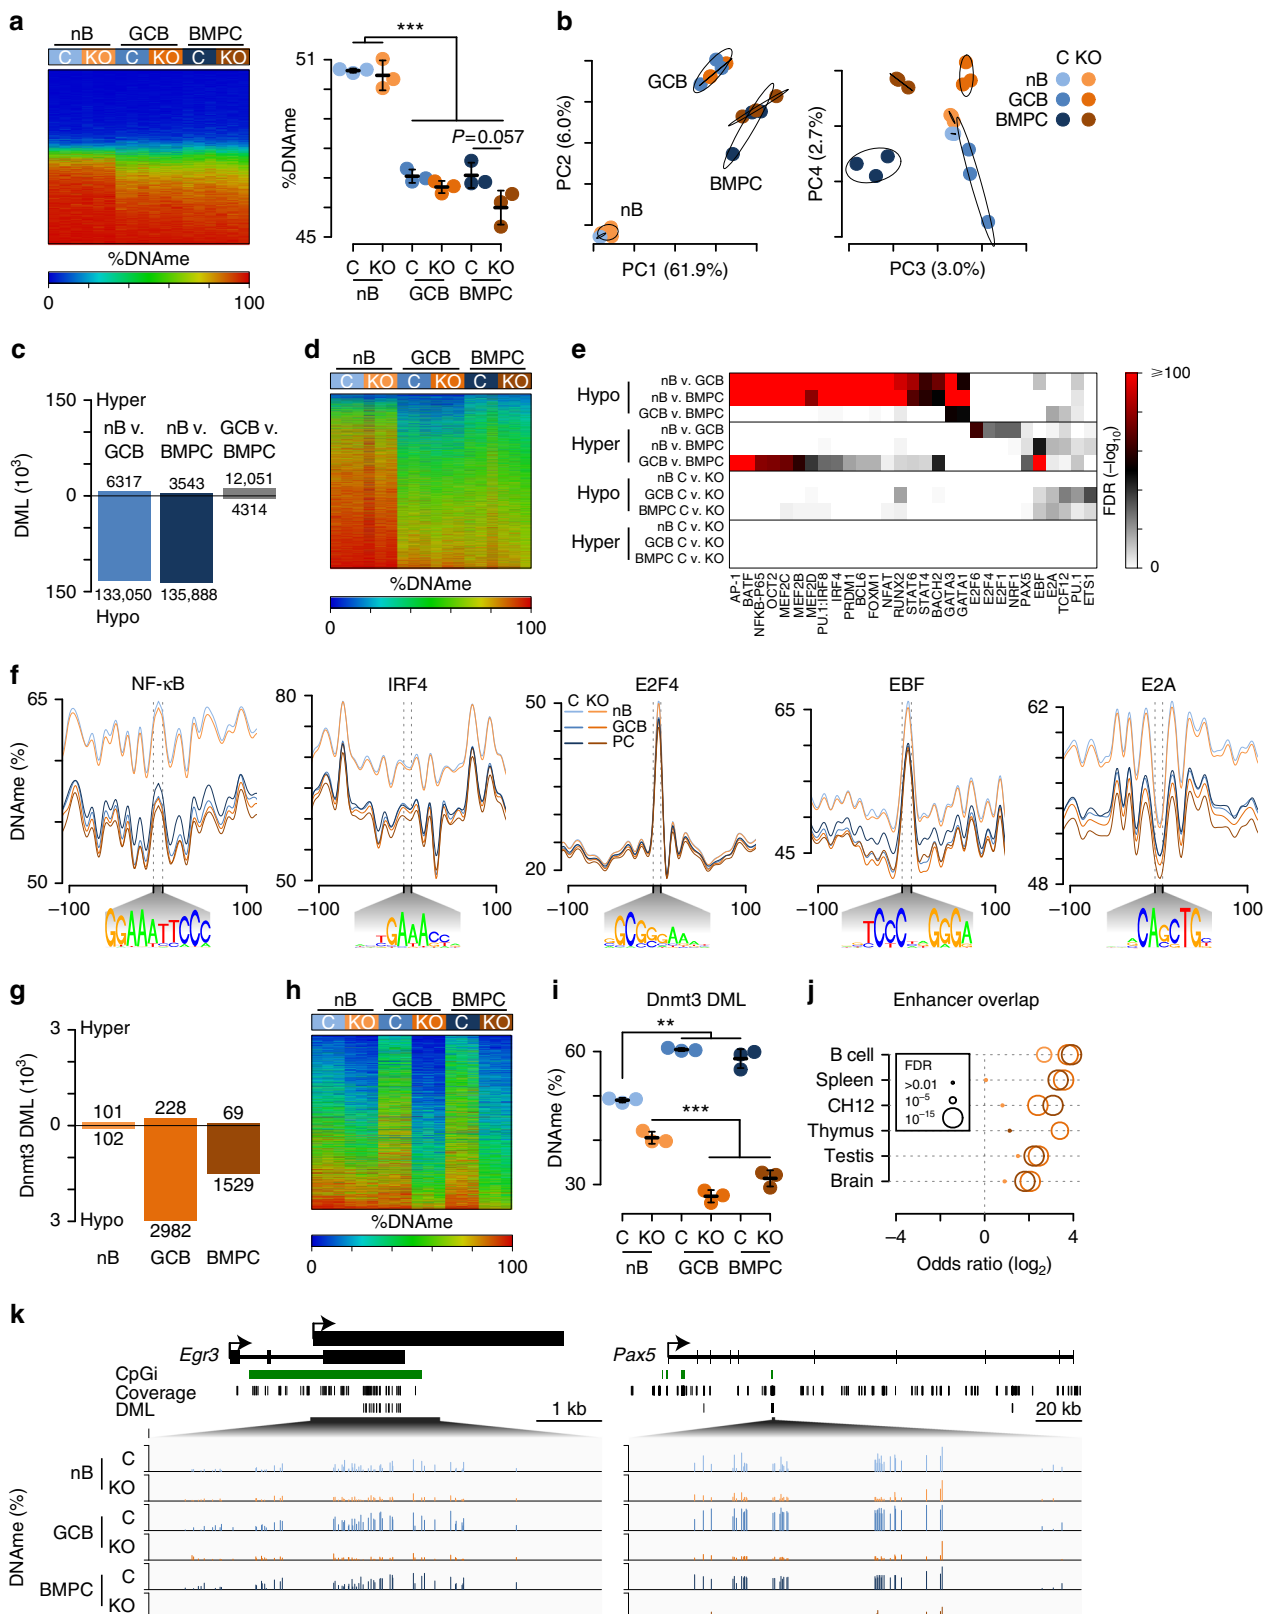 a
nB GCB BMPC
C KO C KO C KO
%DNAme
0 100
***
51
P=0.057
%DNAme
45
C KO C KO C KO
nB GCB BMPC
b
GCB
BMPC
nB
PC2 (6.0%)
PC1 (61.9%)
PC4 (2.7%)
PC3 (3.0%)
C KO
nB
GCB
BMPC
c
150
Hyper
nB v. GCB
nB v. BMPC
GCB v. BMPC
6317 3543 12,051
0
4314
DML (10³)
150
133,050 135,888
Hypo
d
nB GCB BMPC
C KO C KO C KO
%DNAme
0 100
e
Hypo
nB v. GCB
nB v. BMPC
GCB v. BMPC
Hyper
nB v. GCB
nB v. BMPC
GCB v. BMPC
Hypo
nB C v. KO
GCB C v. KO
BMPC C v. KO
Hyper
nB C v. KO
GCB C v. KO
BMPC C v. KO
AP-1
BATF
NFKB-P65
OCT2
MEF2C
MEF2B
MEF2D
PU.1:IRF8
IRF4
PRDM1
BCL6
FOXM1
NFAT
RUNX2
STAT6
STAT4
BACH2
GATA3
GATA1
E2F6
E2F4
E2F1
NRF1
PAX5
EBF
E2A
TCF12
PU.1
ETS1
≥100
FDR (−log₁₀)
0
f
NF-κB
65
DNAme (%)
50
−100 100
GGAAATTCCC
IRF4
80
50
−100 100
TGAAACC
E2F4
50
C KO
nB
GCB
PC
20
−100 100
GCGGGAA
EBF
65
45
−100 100
TCCC GGGA
E2A
62
48
−100 100
CAGCTG
g
3
Hyper
101 228 69
0
102
1529
Dnmt3 DML (10³)
3
Hypo
2982
nB GCB BMPC
h
nB GCB BMPC
C KO C KO C KO
%DNAme
0 100
i
Dnmt3 DML
**
60
***
DNAme (%)
30
C KO C KO C KO
nB GCB BMPC
j
Enhancer overlap
B cell
Spleen
CH12
Thymus
Testis
Brain
FDR
>0.01
10⁻⁵
10⁻¹⁵
−4 0 4
Odds ratio (log₂)
k
Egr3
CpGi
Coverage
DML
1 kb
Pax5
20 kb
DNAme (%)
nB
C
KO
GCB
C
KO
BMPC
C
KO